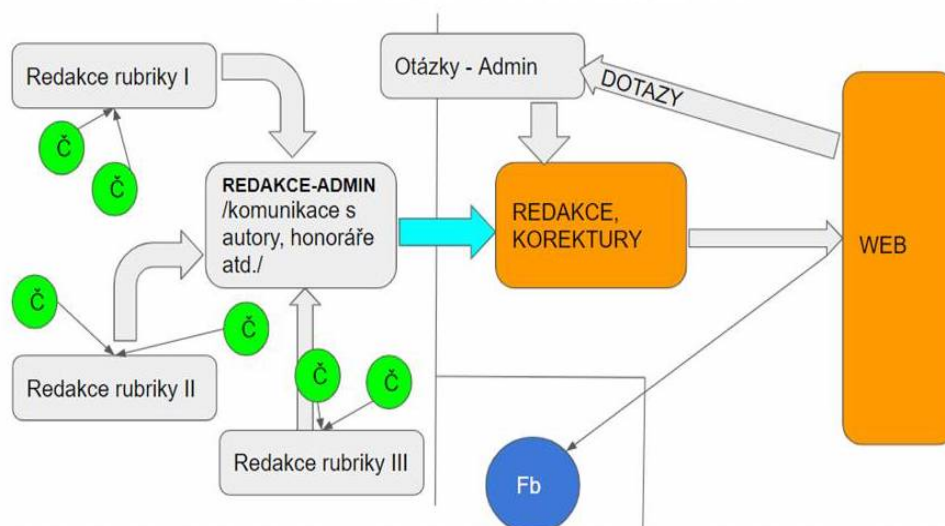 Redakce rubriky I
Č
Č
Otázky - Admin
DOTAZY
REDAKCE-ADMIN
/komunikace s
autory, honoráře
atd./
REDAKCE,
KOREKTURY
WEB
Č
Č
Redakce rubriky II
Č
Č
Redakce rubriky III
Fb